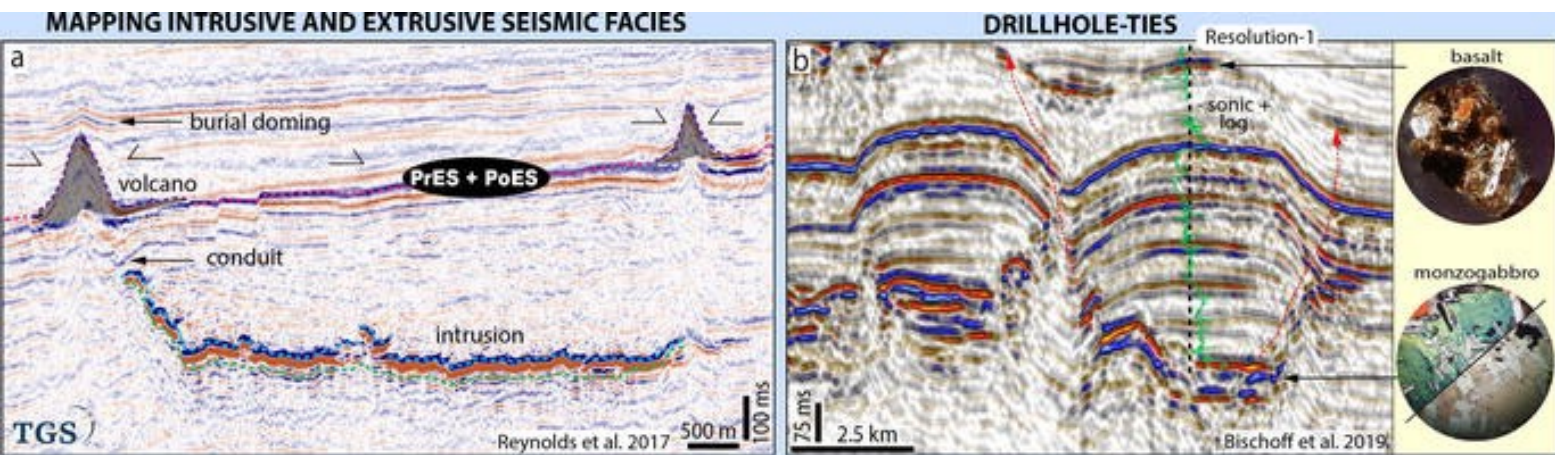 MAPPING INTRUSIVE AND EXTRUSIVE SEISMIC FACIES
a
burial doming
volcano
PrES + PoES
conduit
intrusion
TGS
Reynolds et al. 2017
500 m
100 ms
DRILLHOLE-TIES
b
Resolution-1
sonic +
log
75 ms
2.5 km
Bischoff et al. 2019
basalt
monzogabbro